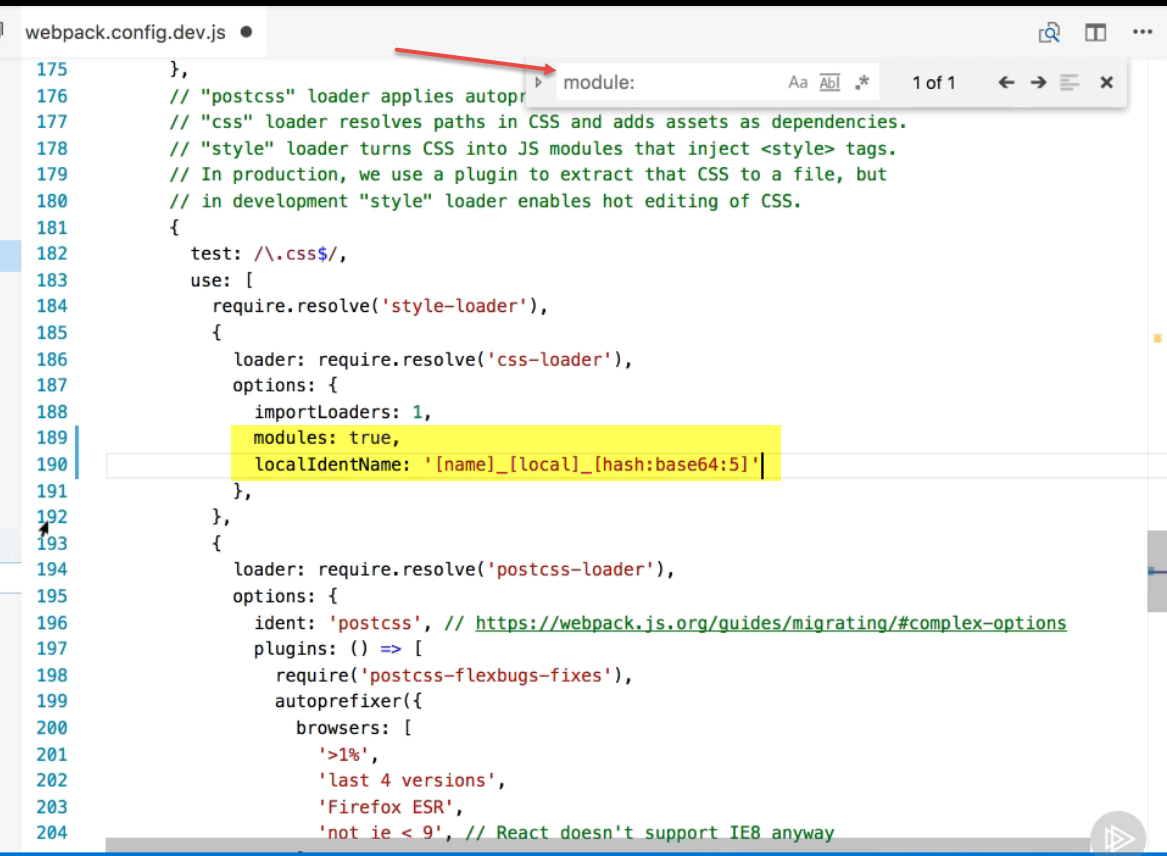 webpack.config.dev.js
module:
Aa Abl .* 1 of 1
175 },
176 // "postcss" loader applies autopr
177 // "css" loader resolves paths in CSS and adds assets as dependencies.
178 // "style" loader turns CSS into JS modules that inject <style> tags.
179 // In production, we use a plugin to extract that CSS to a file, but
180 // in development "style" loader enables hot editing of CSS.
181 {
182 test: /\.css$/,
183 use: [
184 require.resolve('style-loader'),
185 {
186 loader: require.resolve('css-loader'),
187 options: {
188 importLoaders: 1,
189 modules: true,
190 localIdentName: '[name]_[local]_[hash:base64:5]'
191 },
192 },
193 {
194 loader: require.resolve('postcss-loader'),
195 options: {
196 ident: 'postcss', // https://webpack.js.org/guides/migrating/#complex-options
197 plugins: () => [
198 require('postcss-flexbugs-fixes'),
199 autoprefixer({
200 browsers: [
201 '>1%',
202 'last 4 versions',
203 'Firefox ESR',
204 'not ie < 9', // React doesn't support IE8 anyway